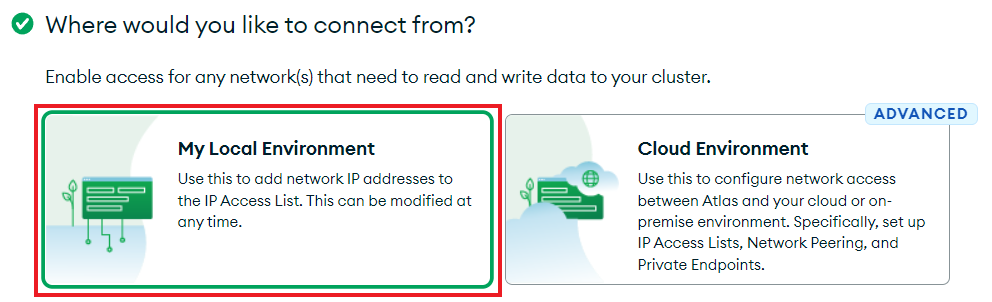 Where would you like to connect from?
Enable access for any network(s) that need to read and write data to your cluster.
My Local Environment
Use this to add network IP addresses to
the IP Access List. This can be modified at
any time.
ADVANCED
Cloud Environment
Use this to configure network access
between Atlas and your cloud or on-
premise environment. Specifically, set up
IP Access Lists, Network Peering, and
Private Endpoints.